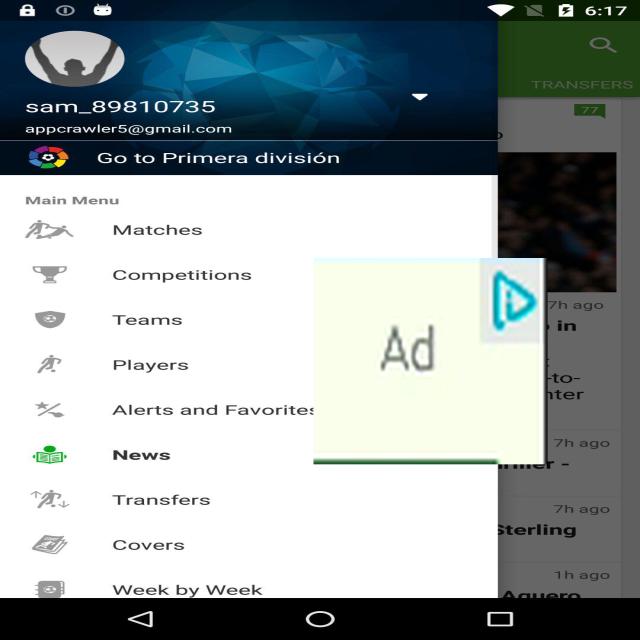 6:17
TRANSFERS
77
sam_89810735
appcrawler5@gmail.com
Go to Primera división
Main Menu
Matches
Competitions
Teams
Players
Alerts and Favorites
News
Transfers
Covers
Week by Week
Ad
7h ago
in
-to-
7h ago
7h ago
Sterling
1h ago
Aguero